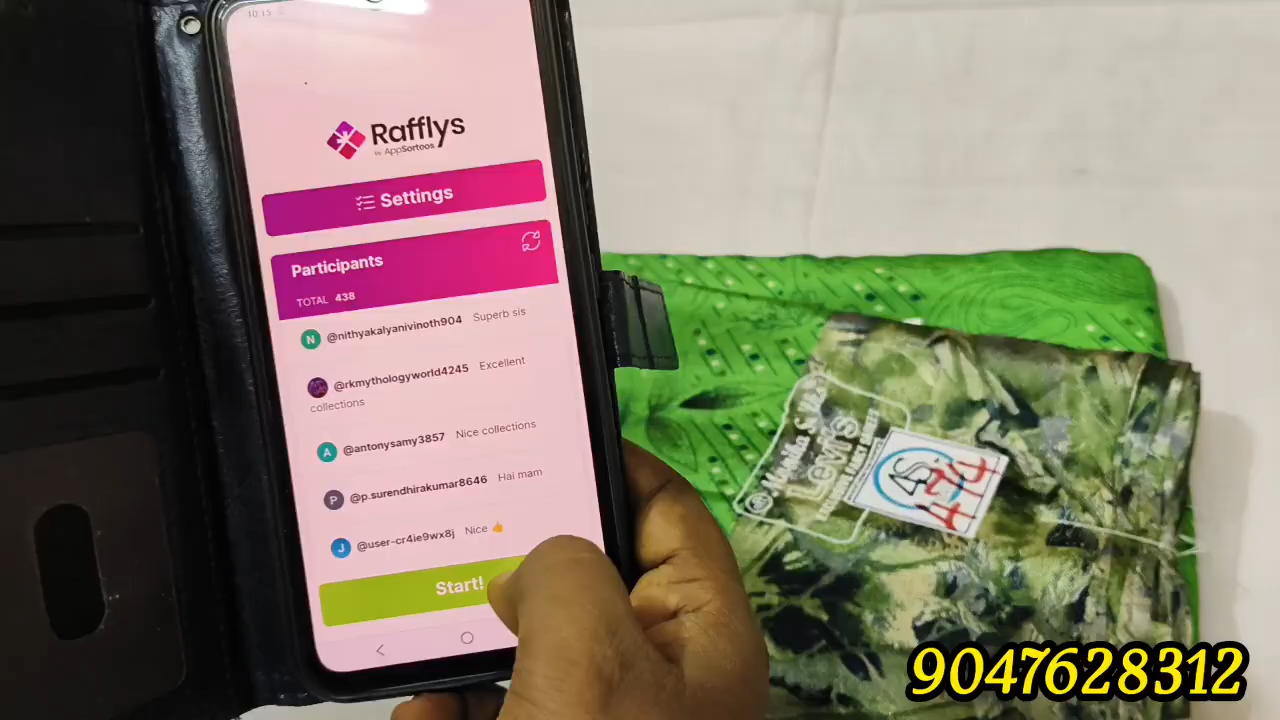 10:15
Rafflys
by AppSorteos
Settings
Participants
TOTAL 438
N @nithyakalyanivinoth904 Superb sis
@rkmythologyworld4245 Excellent
collections
A @antonysamy3857 Nice collections
P @p.surendhirakumar8646 Hai mam
J @user-cr4ie9wx8j Nice 👍
Start!
474
9047628312